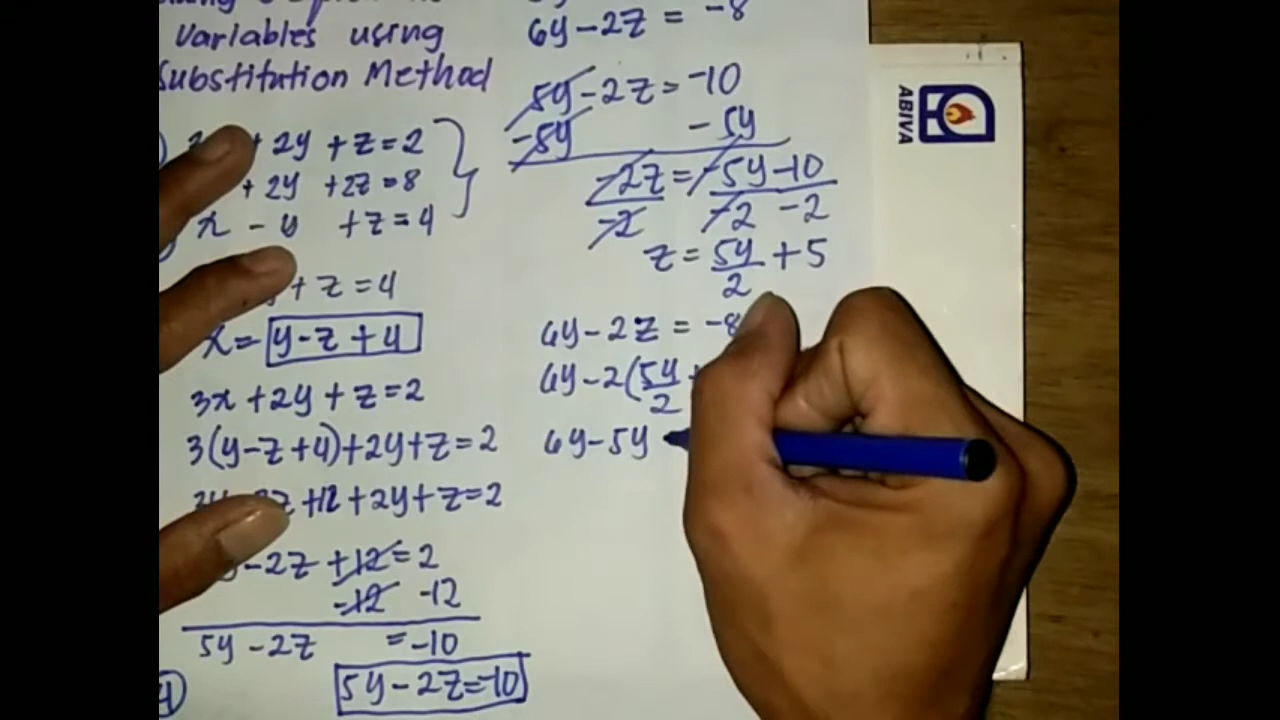 variables using
Substitution Method
+ 2y + z = 2
+ 2y + 2z = 8
x - y + z = 4
+ z = 4
x = y - z + 4
3x + 2y + z = 2
3(y - z + 4) + 2y + z = 2
+ 12 + 2y + z = 2
- 2z + 12 = 2
- 12 - 12
5y - 2z = -10
4
5y - 2z = -10
6y - 2z = -8
5y - 2z = -10
-5y - 5y
-2z = -5y - 10
-2 -2 -2
z = 5y/2 + 5
6y - 2z = -8
6y - 2(5y/2
6y - 5y
ABIVA